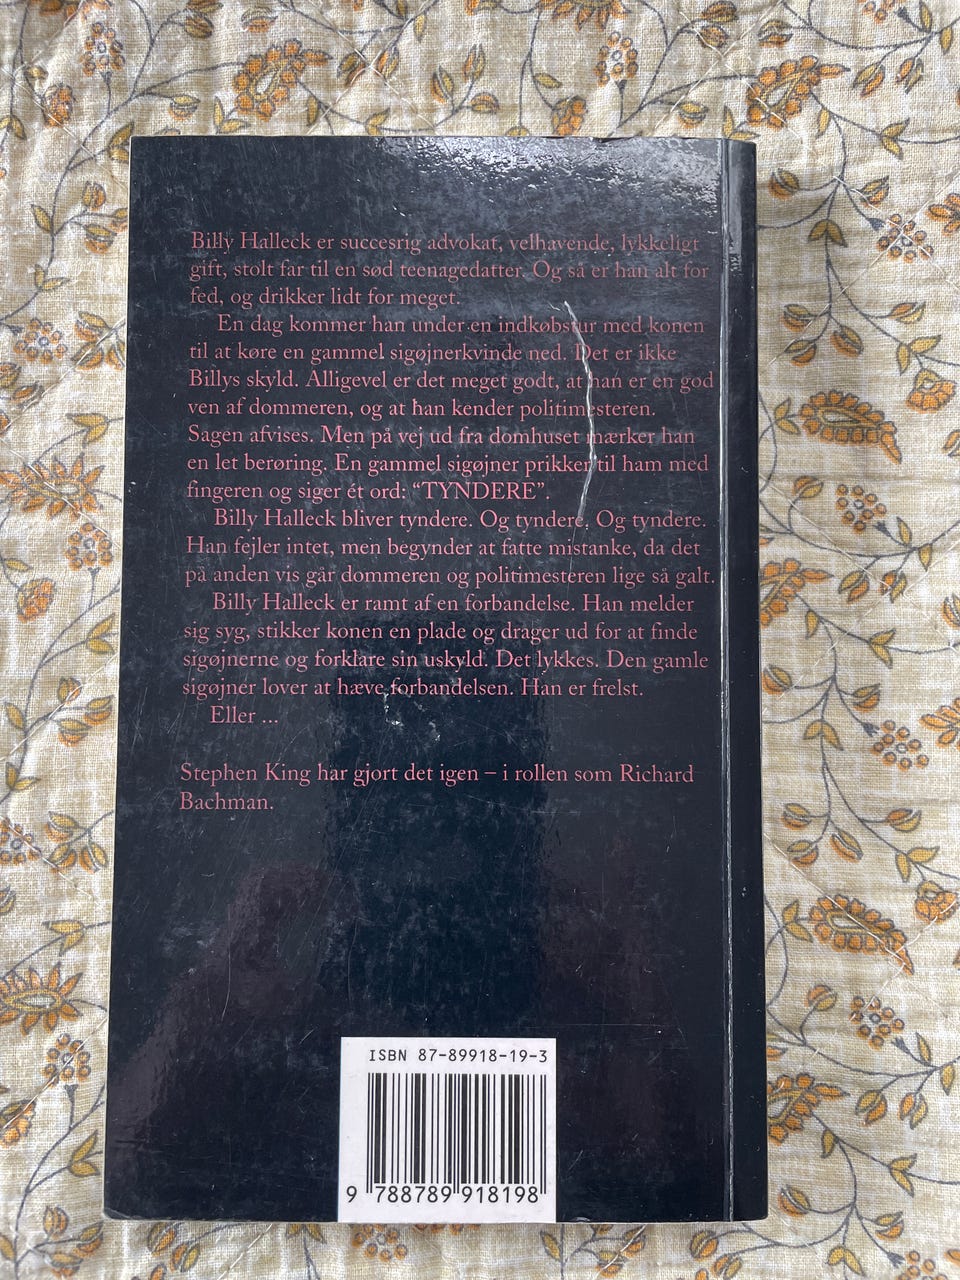 Billy Halleck er succesrig advokat, velhavende, lykkeligt
gift, stolt far til en sød teenagedatter. Og så er han alt for
fed, og drikker lidt for meget.
En dag kommer han under en indkøbstur med konen
til at køre en gammel sigøjnerkvinde ned. Det er ikke
Billys skyld. Alligevel er det meget godt, at han er en god
ven af dommeren, og at han kender politimesteren.
Sagen afvises. Men på vej ud fra domhuset mærker han
en let berøring. En gammel sigøjner prikker til ham med
fingeren og siger ét ord: “TYNDERE”.
Billy Halleck bliver tyndere. Og tyndere. Og tyndere.
Han fejler intet, men begynder at fatte mistanke, da det
på anden vis går dommeren og politimesteren lige så galt.
Billy Halleck er ramt af en forbandelse. Han melder
sig syg, stikker konen en plade og drager ud for at finde
sigøjnerne og forklare sin uskyld. Det lykkes. Den gamle
sigøjner lover at hæve forbandelsen. Han er frelst.
Eller ...
Stephen King har gjort det igen – i rollen som Richard
Bachman.
ISBN 87-89918-19-3
9 788789 918198